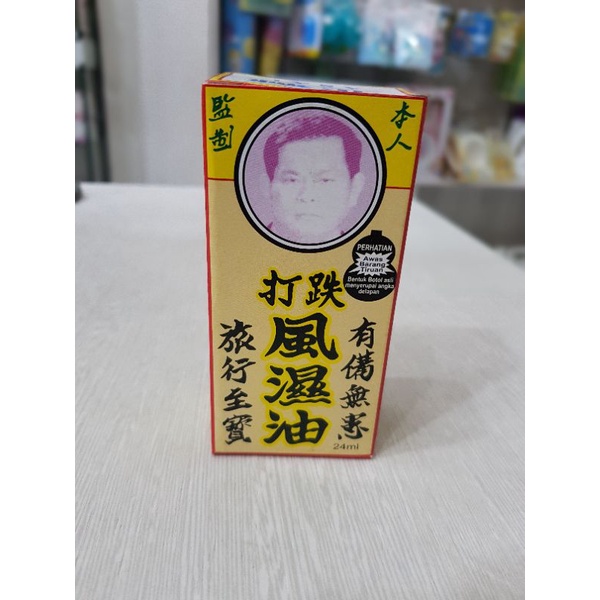 本人
監制
PERHATIAN
Awas
Barang
Tiruan
Bentuk Botol asli
menyerupai angka
delapan
打跌
風濕油
有備無患
旅行至寶
24ml